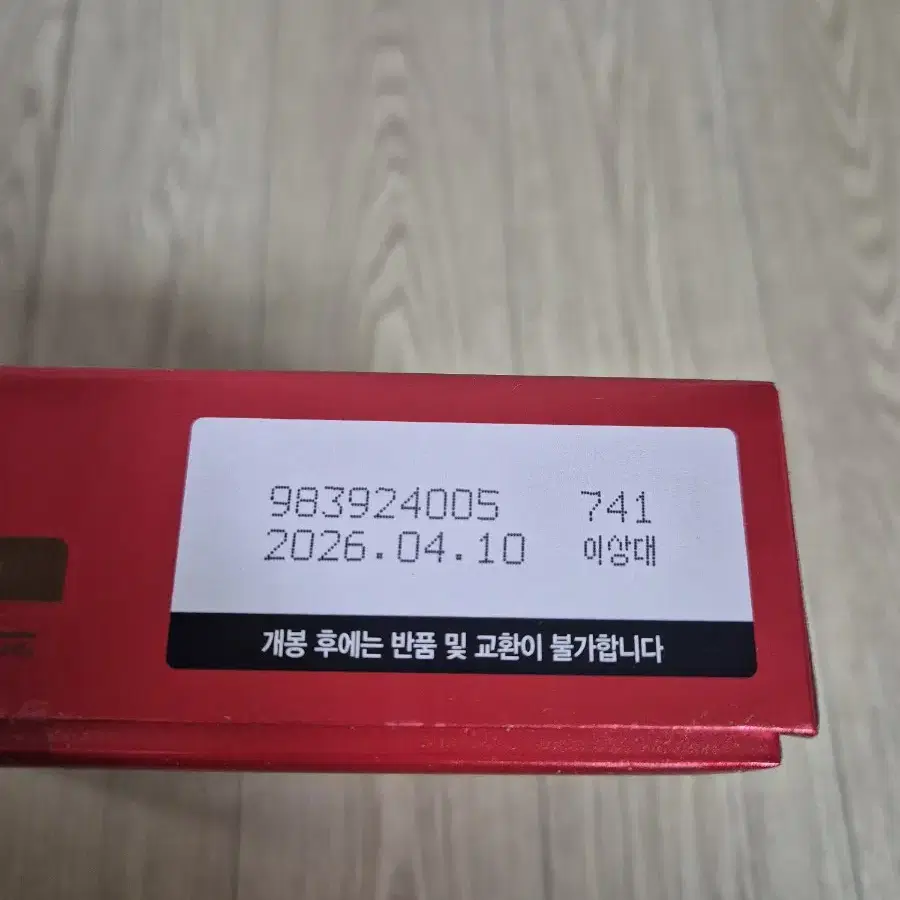 983924005 741
2026.04.10 이상대
개봉 후에는 반품 및 교환이 불가합니다